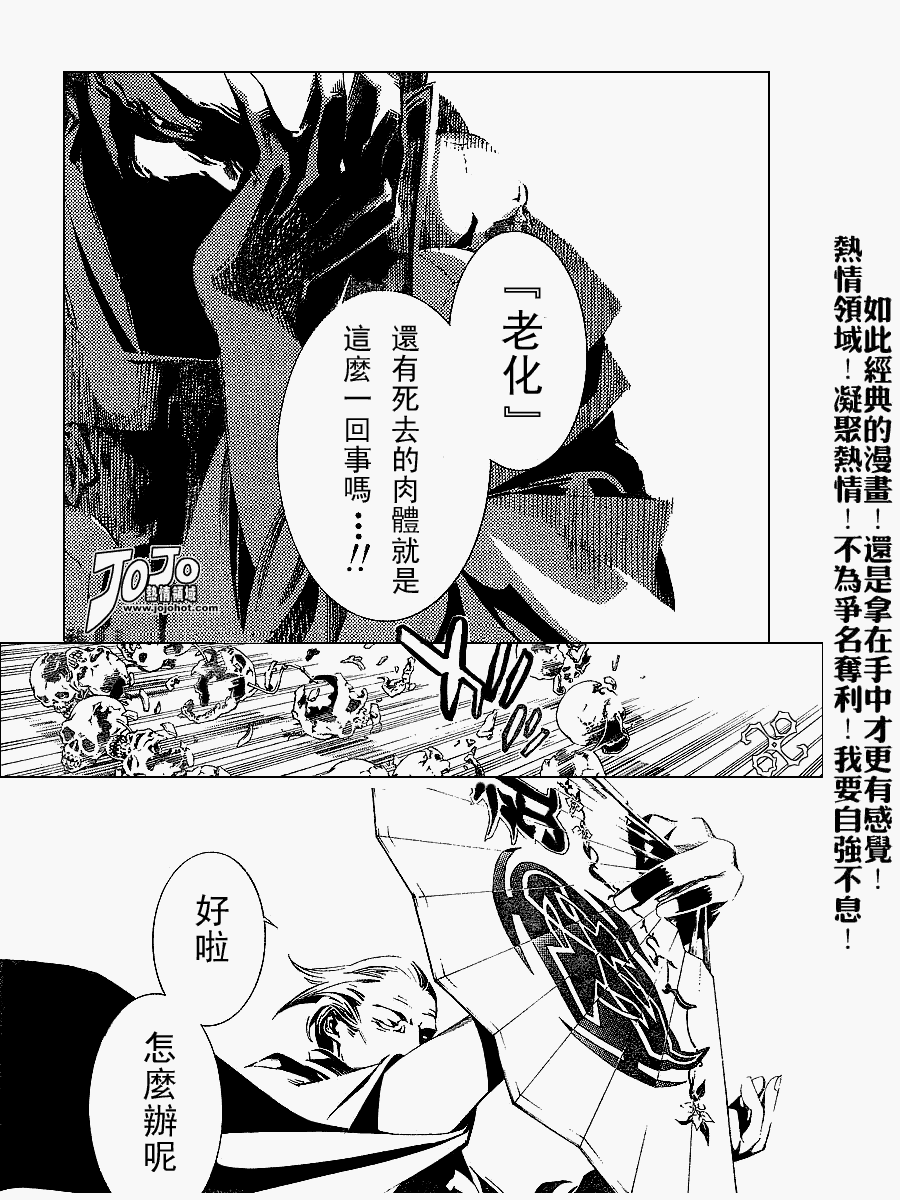 『老化』
還有死去的肉體就是
這麼一回事嗎…!!
JOJO
熱情領域
www.jojohot.com
好啦
怎麼辦呢
如此經典的漫畫！還是拿在手中才更有感覺！
熱情領域！凝聚熱情！不為爭名奪利！我要自強不息！